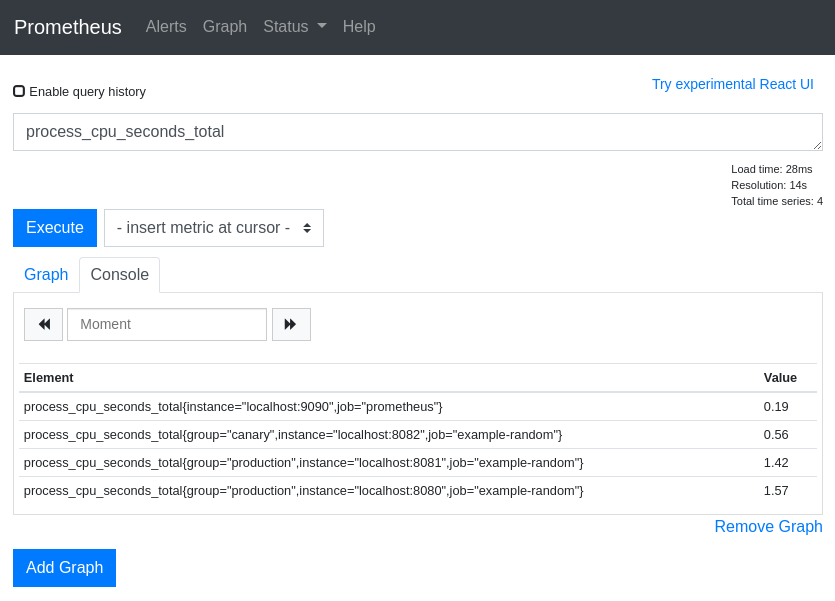 Prometheus Alerts Graph Status Help
Enable query history
Try experimental React UI
process_cpu_seconds_total
Load time: 28ms
Resolution: 14s
Total time series: 4
Execute - insert metric at cursor -
Graph Console
Moment
Element Value
process_cpu_seconds_total{instance="localhost:9090",job="prometheus"} 0.19
process_cpu_seconds_total{group="canary",instance="localhost:8082",job="example-random"} 0.56
process_cpu_seconds_total{group="production",instance="localhost:8081",job="example-random"} 1.42
process_cpu_seconds_total{group="production",instance="localhost:8080",job="example-random"} 1.57
Remove Graph
Add Graph